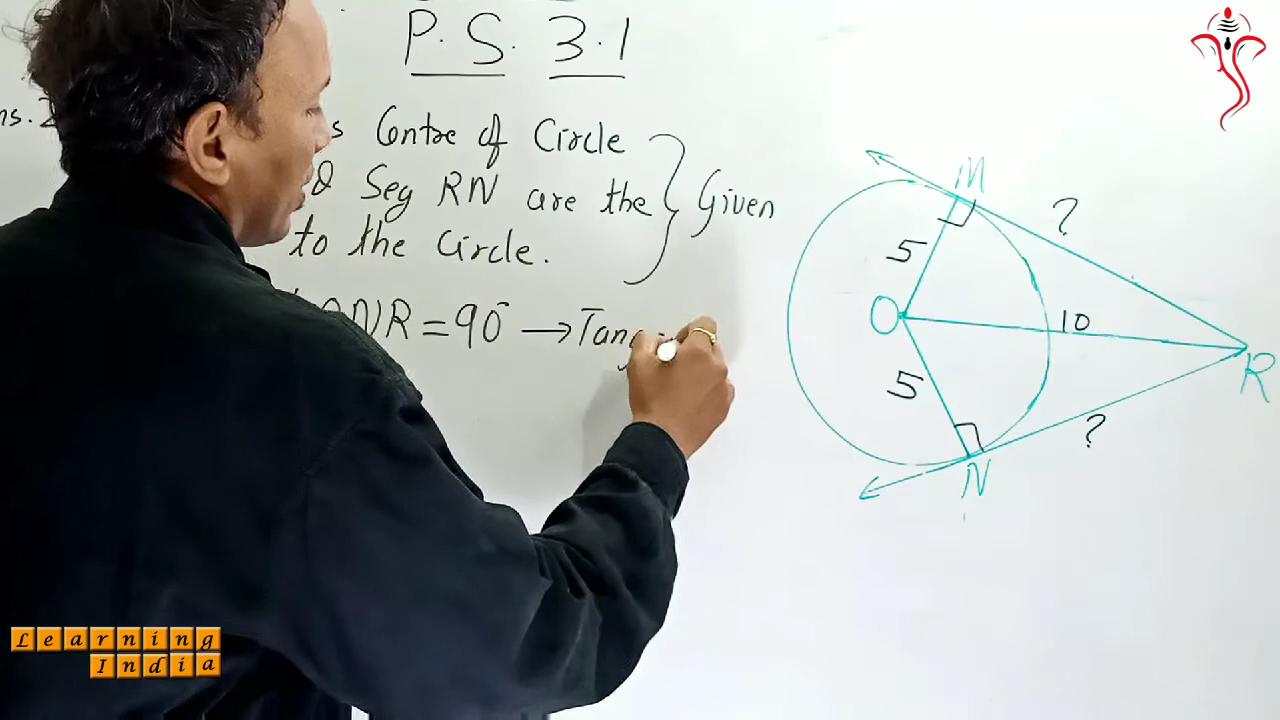 P. S. 3.1
ns. 2
s Centre of Circle
& Seg RN are the
to the Circle.
} Given
ONR = 90° → Tang
M
?
5
O
10
R
5
?
N
Learning
India